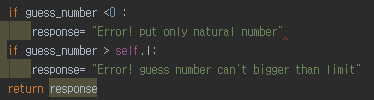 if guess_number <0 :
response= "Error! put only natural number"
if guess_number > self.l:
response= "Error! guess number can't bigger than limit"
return response